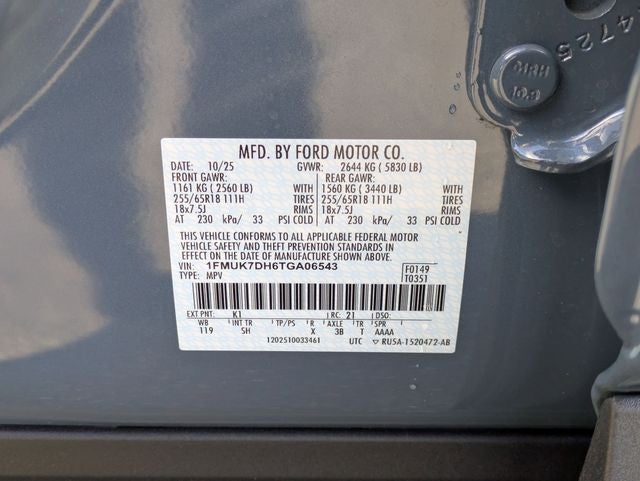 4725
MFD. BY FORD MOTOR CO.
DATE: 10/25 GVWR: 2644 KG ( 5830 LB)
FRONT GAWR: REAR GAWR:
1161 KG ( 2560 LB) WITH 1560 KG ( 3440 LB) WITH
255/65R18 111H TIRES 255/65R18 111H TIRES
18x7.5J RIMS 18x7.5J RIMS
AT 230 kPa/ 33 PSI COLD AT 230 kPa/ 33 PSI COLD
THIS VEHICLE CONFORMS TO ALL APPLICABLE FEDERAL MOTOR
VEHICLE SAFETY AND THEFT PREVENTION STANDARDS IN
EFFECT ON THE DATE OF MANUFACTURE SHOWN ABOVE.
VIN: 1FMUK7DH6TGA06543 F0149
TYPE: MPV T0351
EXT PNT: K1 RC: 21 DSO:
WB INT TR TP/PS R AXLE TR SPR
119 SH X 3B T AAAA
1202510033461 UTC ▽ RU5A-1520472-AB